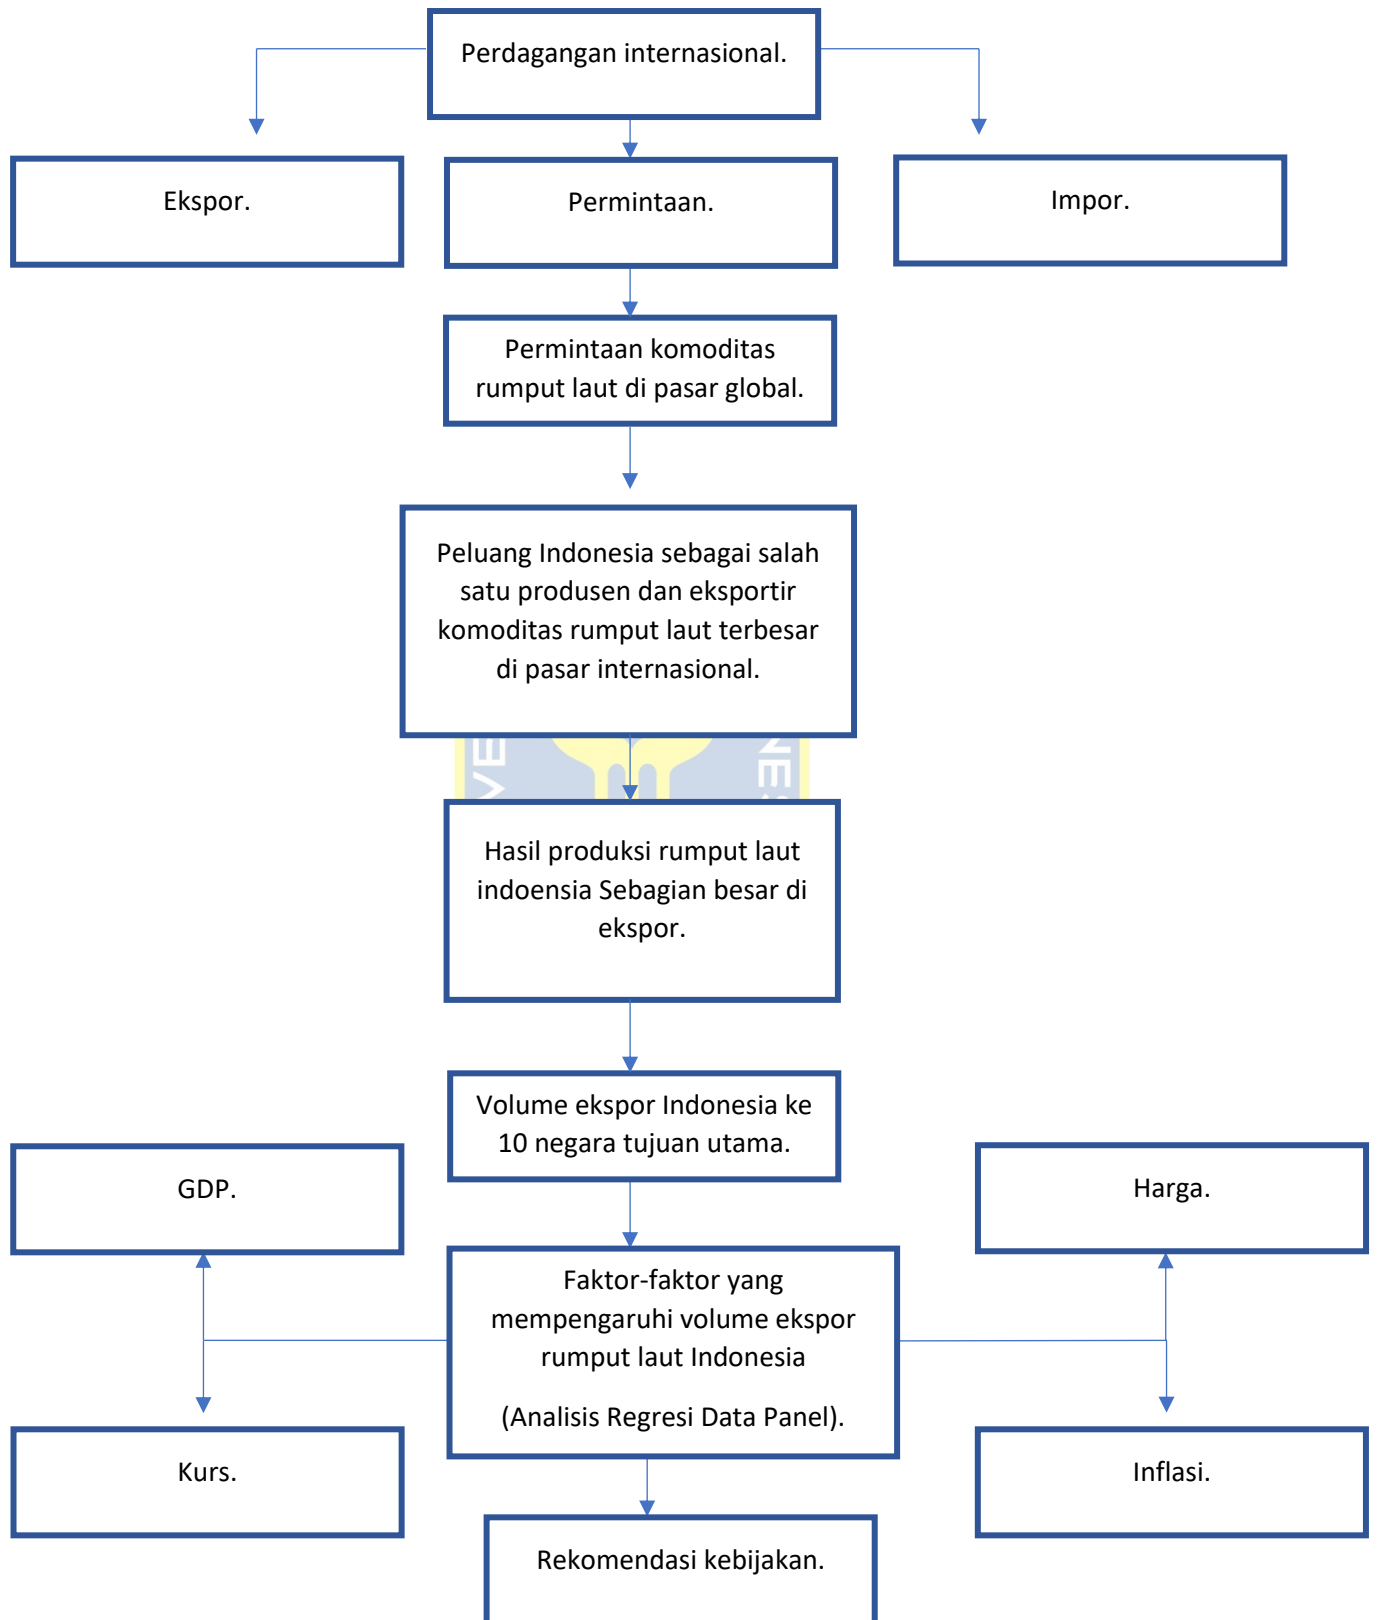 Perdagangan internasional.
Ekspor.
Permintaan.
Impor.
Permintaan komoditas
rumput laut di pasar global.
Peluang Indonesia sebagai salah
satu produsen dan eksportir
komoditas rumput laut terbesar
di pasar internasional.
Hasil produksi rumput laut
indoensia Sebagian besar di
ekspor.
Volume ekspor Indonesia ke
10 negara tujuan utama.
GDP.
Harga.
Faktor-faktor yang
mempengaruhi volume ekspor
rumput laut Indonesia
(Analisis Regresi Data Panel).
Kurs.
Inflasi.
Rekomendasi kebijakan.